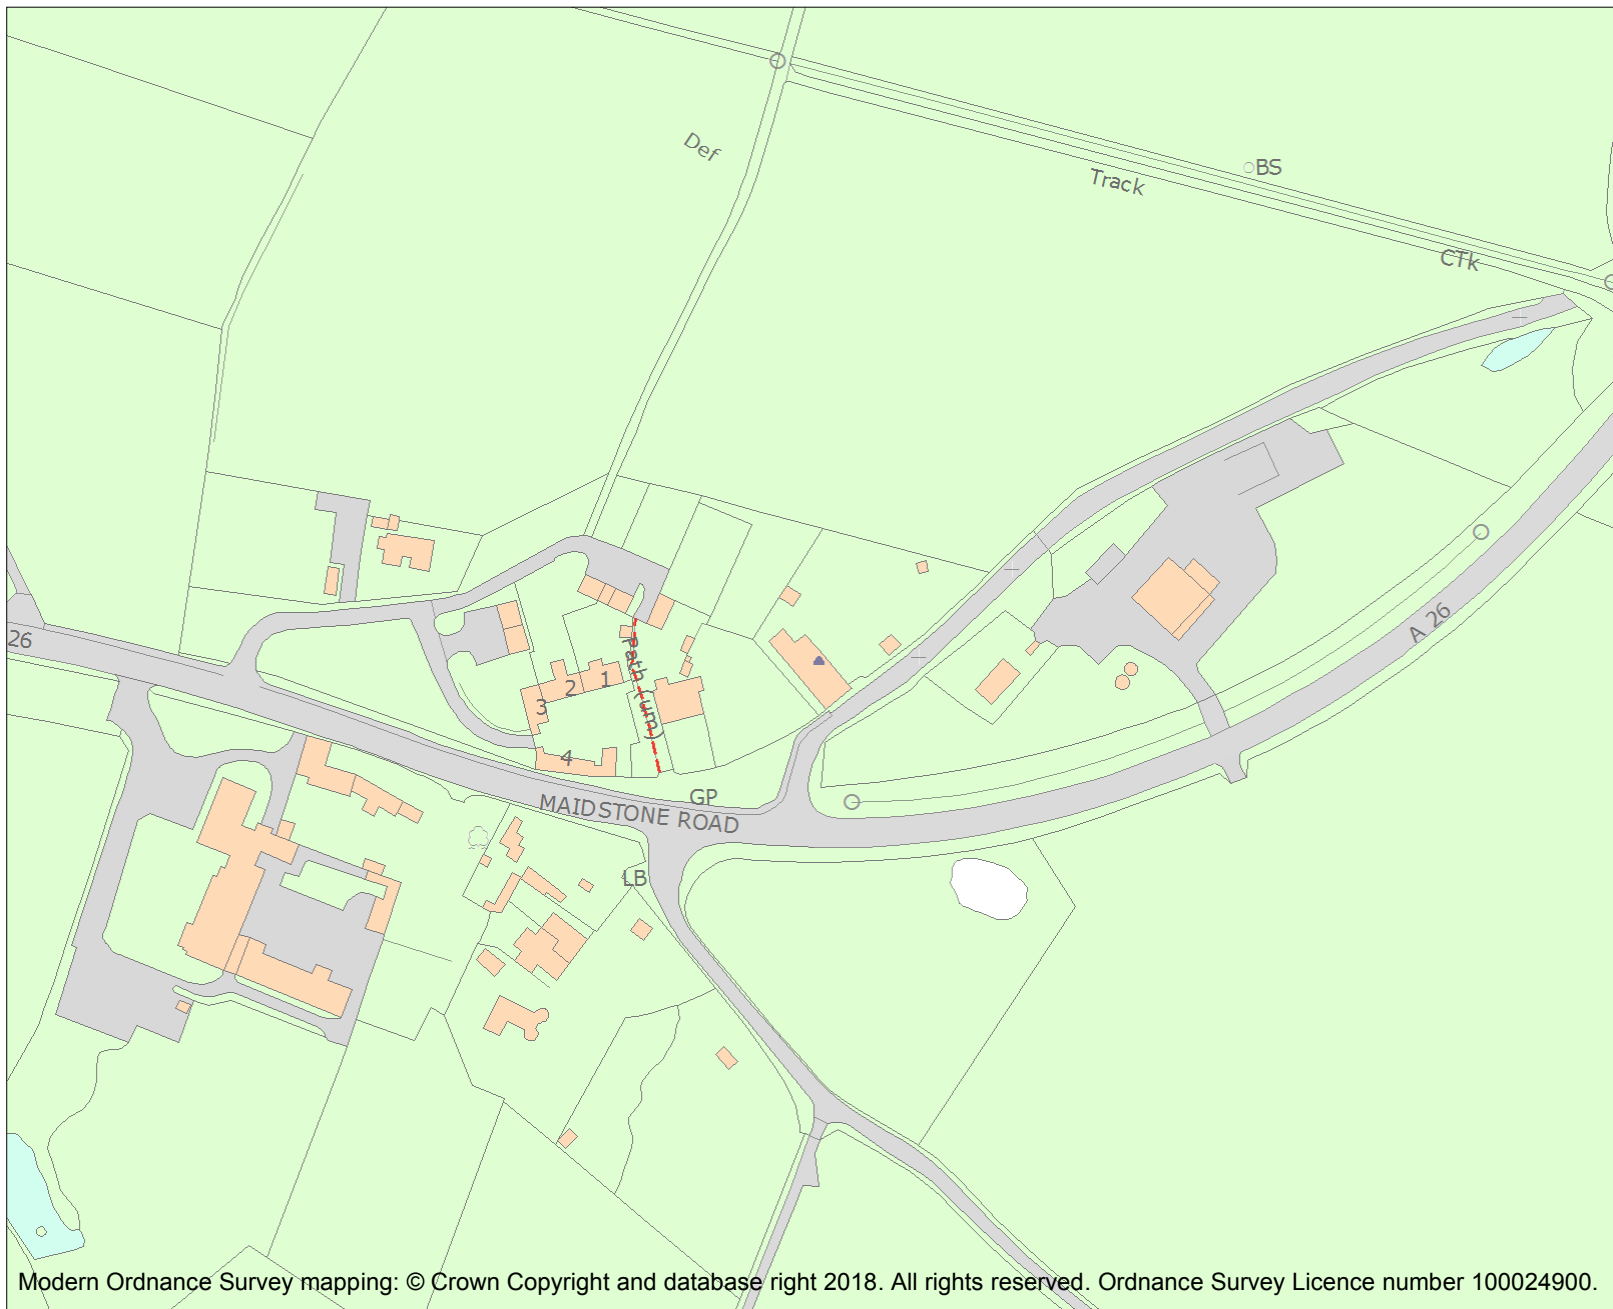 Def
BS
Track
CTk
A 26
26
Path (um)
1
2
3
4
GP
MAIDSTONE ROAD
LB
Modern Ordnance Survey mapping: © Crown Copyright and database right 2018. All rights reserved. Ordnance Survey Licence number 100024900.